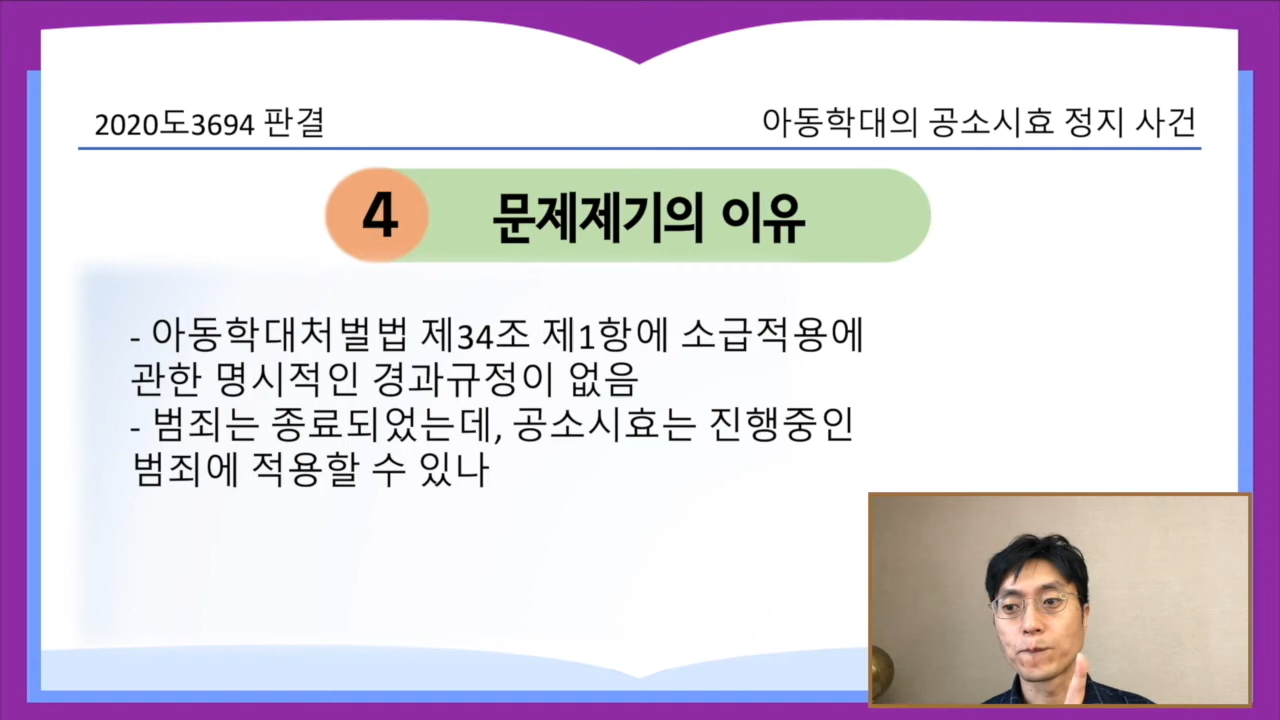 2020도3694 판결
아동학대의 공소시효 정지 사건
4
문제제기의 이유
- 아동학대처벌법 제34조 제1항에 소급적용에
관한 명시적인 경과규정이 없음
- 범죄는 종료되었는데, 공소시효는 진행중인
범죄에 적용할 수 있나